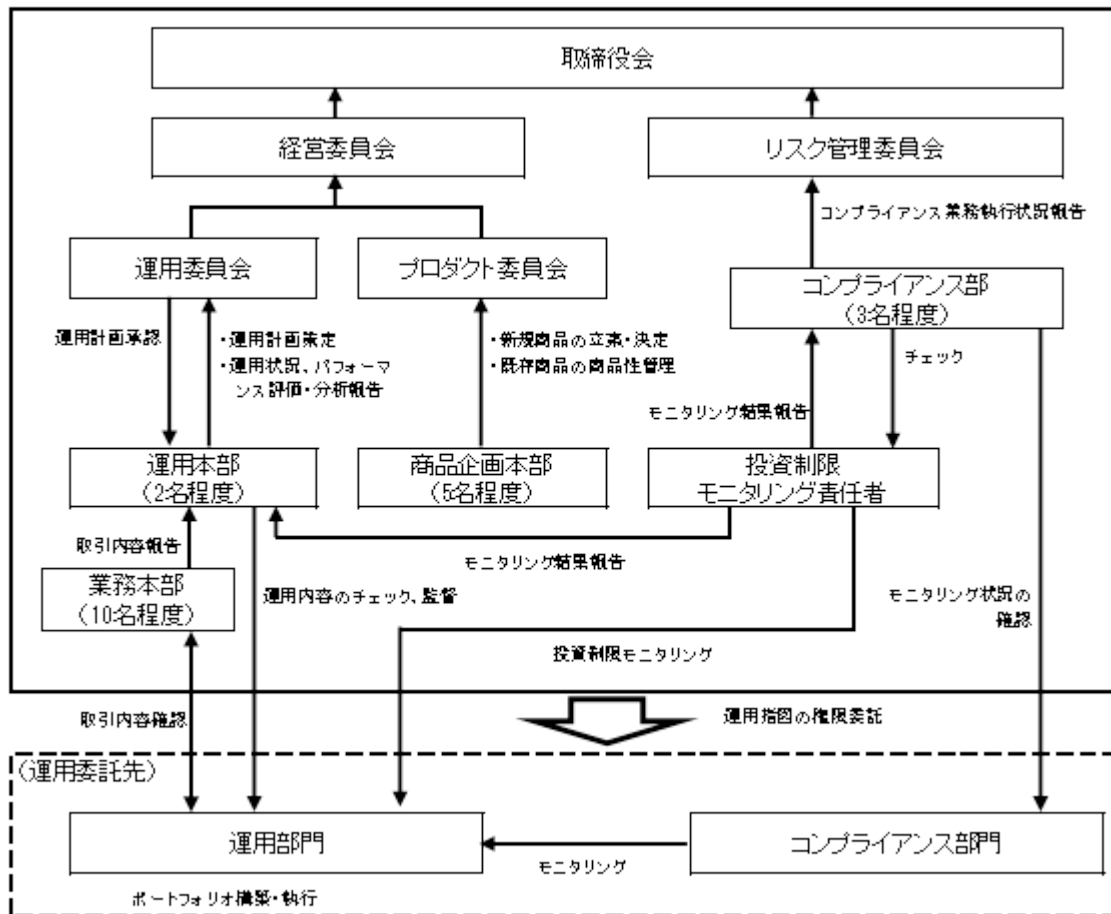 取締役会
経営委員会
リスク管理委員会
コンプライアンス業務執行状況報告
運用委員会
プロダクト委員会
コンプライアンス部
(3名程度)
運用計画承認
・運用計画策定
・運用状況、パフォーマ
ンス評価・分析報告
・新規商品の立案・決定
・既存商品の商品性管理
チェック
モニタリング結果報告
運用本部
(2名程度)
商品企画本部
(5名程度)
投資制限
モニタリング責任者
取引内容報告
モニタリング結果報告
業務本部
(10名程度)
運用内容のチェック、監督
モニタリング状況の
確認
投資制限モニタリング
取引内容確認
運用指図の権限委託
(運用委託先)
運用部門
コンプライアンス部門
モニタリング
ポートフォリオ構築・執行